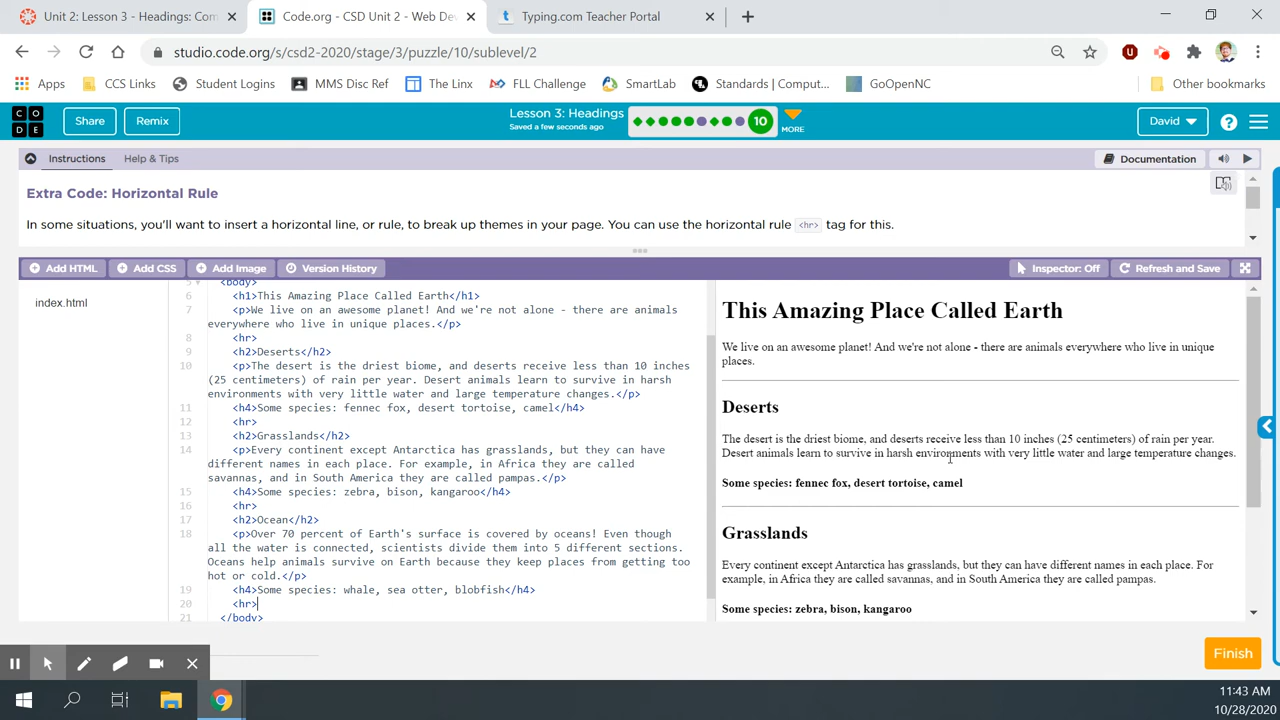 Unit 2: Lesson 3 - Headings: Com
Code.org - CSD Unit 2 - Web De
Typing.com Teacher Portal
studio.code.org/s/csd2-2020/stage/3/puzzle/10/sublevel/2
Apps
CCS Links
Student Logins
MMS Disc Ref
The Linx
FLL Challenge
SmartLab
Standards | Comput...
GoOpenNC
Other bookmarks
C O
D E
Share
Remix
Lesson 3: Headings
Saved a few seconds ago
10
MORE
David
Instructions
Help & Tips
Documentation
Extra Code: Horizontal Rule
In some situations, you'll want to insert a horizontal line, or rule, to break up themes in your page. You can use the horizontal rule <hr> tag for this.
Add HTML
Add CSS
Add Image
Version History
Inspector: Off
Refresh and Save
index.html
5 <body>
6 <h1>This Amazing Place Called Earth</h1>
7 <p>We live on an awesome planet! And we're not alone - there are animals
everywhere who live in unique places.</p>
8 <hr>
9 <h2>Deserts</h2>
10 <p>The desert is the driest biome, and deserts receive less than 10 inches
(25 centimeters) of rain per year. Desert animals learn to survive in harsh
environments with very little water and large temperature changes.</p>
11 <h4>Some species: fennec fox, desert tortoise, camel</h4>
12 <hr>
13 <h2>Grasslands</h2>
14 <p>Every continent except Antarctica has grasslands, but they can have
different names in each place. For example, in Africa they are called
savannas, and in South America they are called pampas.</p>
15 <h4>Some species: zebra, bison, kangaroo</h4>
16 <hr>
17 <h2>Ocean</h2>
18 <p>Over 70 percent of Earth's surface is covered by oceans! Even though
all the water is connected, scientists divide them into 5 different sections.
Oceans help animals survive on Earth because they keep places from getting too
hot or cold.</p>
19 <h4>Some species: whale, sea otter, blobfish</h4>
20 <hr>
21 </body>
This Amazing Place Called Earth
We live on an awesome planet! And we're not alone - there are animals everywhere who live in unique
places.
Deserts
The desert is the driest biome, and deserts receive less than 10 inches (25 centimeters) of rain per year.
Desert animals learn to survive in harsh environments with very little water and large temperature changes.
Some species: fennec fox, desert tortoise, camel
Grasslands
Every continent except Antarctica has grasslands, but they can have different names in each place. For
example, in Africa they are called savannas, and in South America they are called pampas.
Some species: zebra, bison, kangaroo
Finish
11:43 AM
10/28/2020